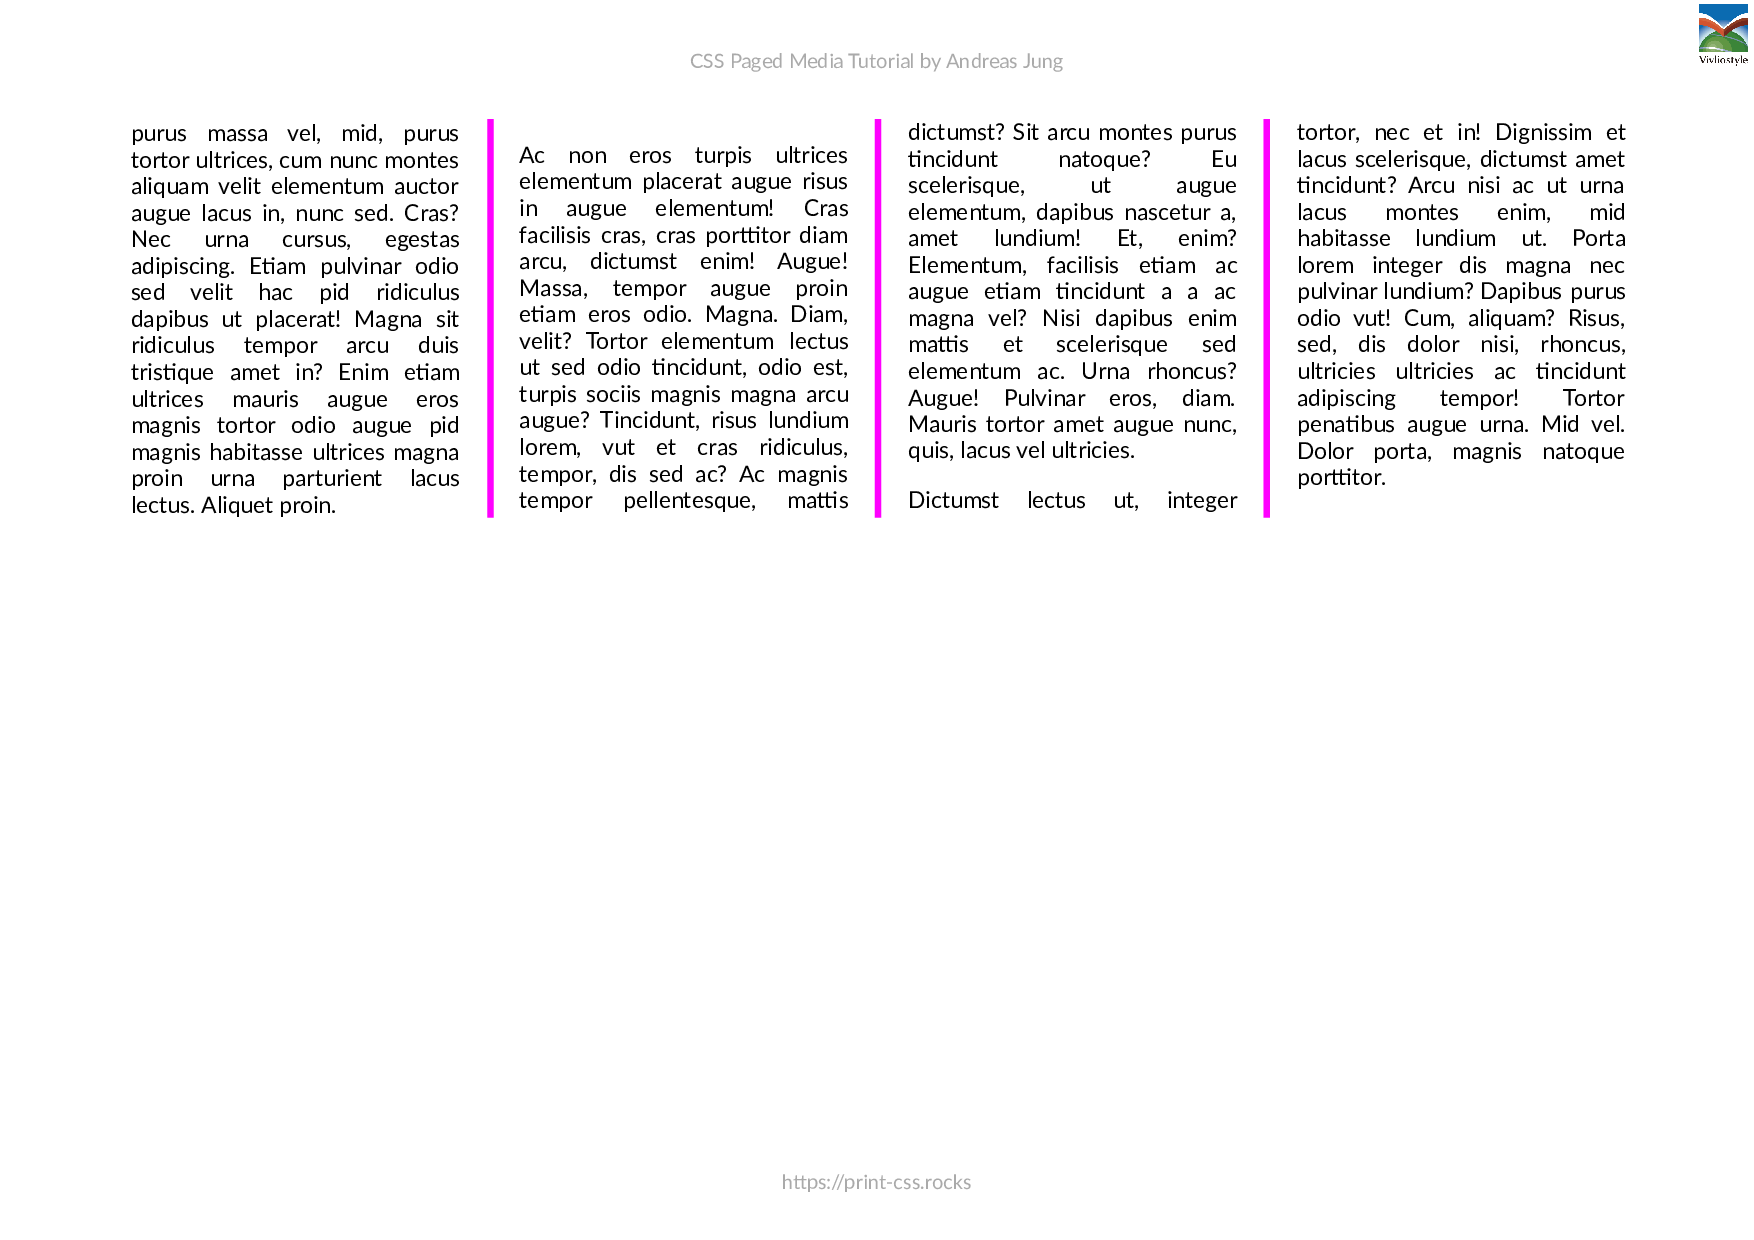 CSS Paged Media Tutorial by Andreas Jung
Vivliostyle
purus massa vel, mid, purus
tortor ultrices, cum nunc montes
aliquam velit elementum auctor
augue lacus in, nunc sed. Cras?
Nec urna cursus, egestas
adipiscing. Etiam pulvinar odio
sed velit hac pid ridiculus
dapibus ut placerat! Magna sit
ridiculus tempor arcu duis
tristique amet in? Enim etiam
ultrices mauris augue eros
magnis tortor odio augue pid
magnis habitasse ultrices magna
proin urna parturient lacus
lectus. Aliquet proin.
Ac non eros turpis ultrices
elementum placerat augue risus
in augue elementum! Cras
facilisis cras, cras porttitor diam
arcu, dictumst enim! Augue!
Massa, tempor augue proin
etiam eros odio. Magna. Diam,
velit? Tortor elementum lectus
ut sed odio tincidunt, odio est,
turpis sociis magnis magna arcu
augue? Tincidunt, risus lundium
lorem, vut et cras ridiculus,
tempor, dis sed ac? Ac magnis
tempor pellentesque, mattis
dictumst? Sit arcu montes purus
tincidunt natoque? Eu
scelerisque, ut augue
elementum, dapibus nascetur a,
amet lundium! Et, enim?
Elementum, facilisis etiam ac
augue etiam tincidunt a a ac
magna vel? Nisi dapibus enim
mattis et scelerisque sed
elementum ac. Urna rhoncus?
Augue! Pulvinar eros, diam.
Mauris tortor amet augue nunc,
quis, lacus vel ultricies.
Dictumst lectus ut, integer
tortor, nec et in! Dignissim et
lacus scelerisque, dictumst amet
tincidunt? Arcu nisi ac ut urna
lacus montes enim, mid
habitasse lundium ut. Porta
lorem integer dis magna nec
pulvinar lundium? Dapibus purus
odio vut! Cum, aliquam? Risus,
sed, dis dolor nisi, rhoncus,
ultricies ultricies ac tincidunt
adipiscing tempor! Tortor
penatibus augue urna. Mid vel.
Dolor porta, magnis natoque
porttitor.
https://print-css.rocks